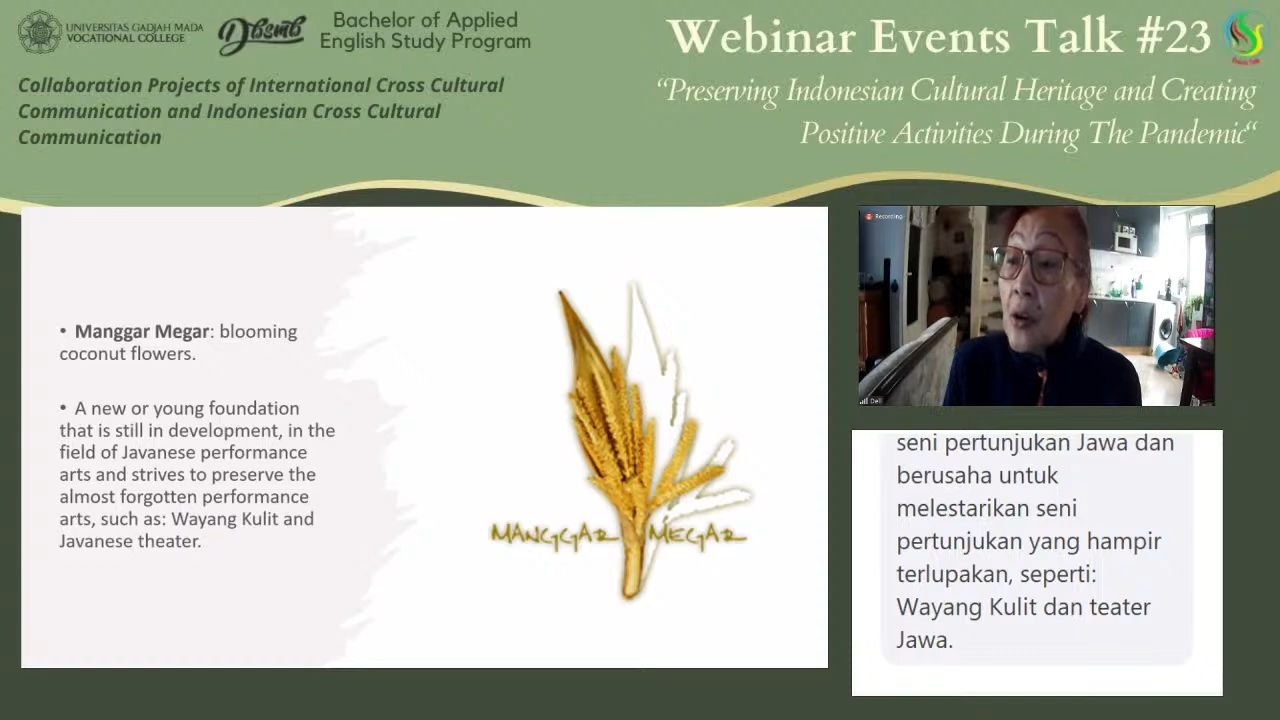 UNIVERSITAS GADJAH MADA
VOCATIONAL COLLEGE
Dbsmb
Bachelor of Applied
English Study Program
Collaboration Projects of International Cross Cultural
Communication and Indonesian Cross Cultural
Communication
Webinar Events Talk #23
“Preserving Indonesian Cultural Heritage and Creating
Positive Activities During The Pandemic“
• Manggar Megar: blooming
coconut flowers.
• A new or young foundation
that is still in development, in the
field of Javanese performance
arts and strives to preserve the
almost forgotten performance
arts, such as: Wayang Kulit and
Javanese theater.
MANGGAR MEGAR
Recording
Dell
seni pertunjukan Jawa dan
berusaha untuk
melestarikan seni
pertunjukan yang hampir
terlupakan, seperti:
Wayang Kulit dan teater
Jawa.